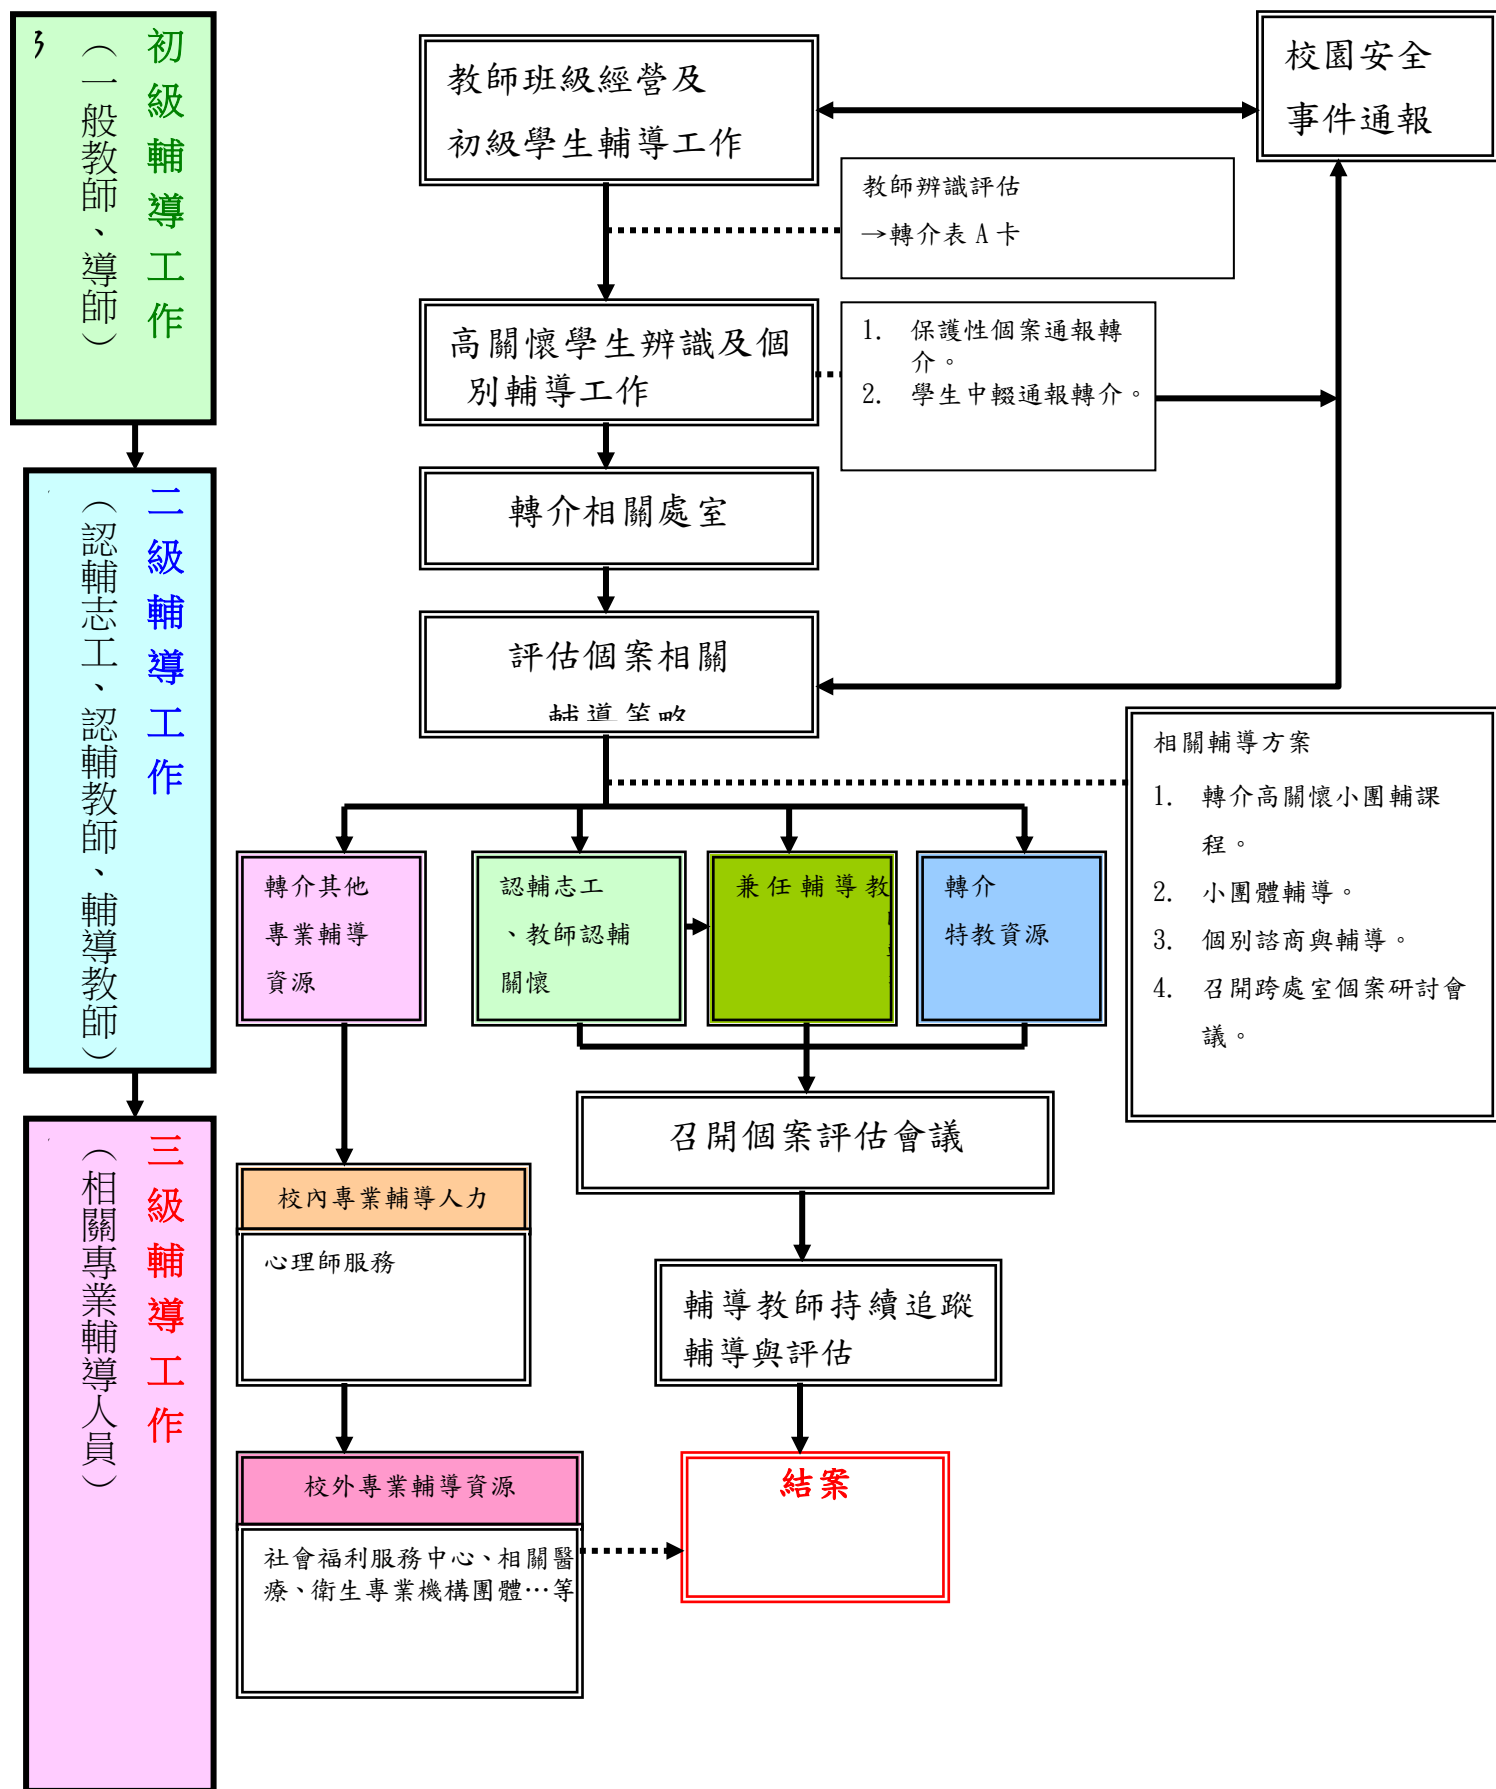 初級輔導工作
（一般教師、導師）
教師班級經營及
初級學生輔導工作
校園安全
事件通報
教師辨識評估
→轉介表 A 卡
高關懷學生辨識及個
別輔導工作
1. 保護性個案通報轉
介。
2. 學生中輟通報轉介。
二級輔導工作
（認輔志工、認輔教師、輔導教師）
轉介相關處室
評估個案相關
輔導策略
相關輔導方案
1. 轉介高關懷小團輔課
程。
2. 小團體輔導。
3. 個別諮商與輔導。
4. 召開跨處室個案研討會
議。
轉介其他
專業輔導
資源
認輔志工
、教師認輔
關懷
兼任輔導教
轉介
特教資源
召開個案評估會議
三級輔導工作
（相關專業輔導人員）
校內專業輔導人力
心理師服務
輔導教師持續追蹤
輔導與評估
校外專業輔導資源
社會福利服務中心、相關醫
療、衛生專業機構團體…等
結案